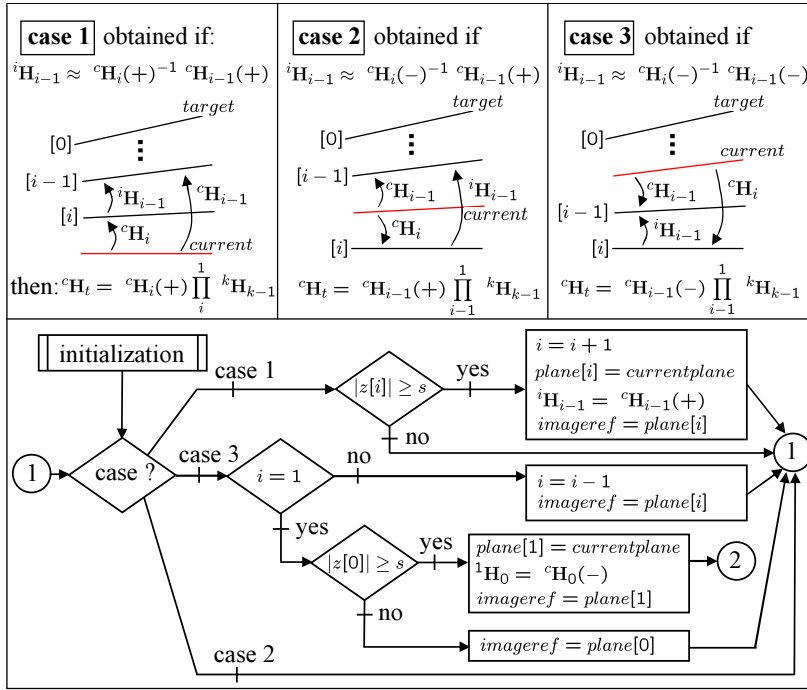 case 1 obtained if:
ⁱH_{i−1} ≈ ᶜH_i(+)⁻¹ ᶜH_{i−1}(+)
target
[0]
⋮
[i − 1]
ⁱH_{i−1}
ᶜH_{i−1}
[i]
ᶜH_i
current
then: ᶜH_t = ᶜH_i(+) ∏_{i}^{1} ᵏH_{k−1}
case 2 obtained if
ⁱH_{i−1} ≈ ᶜH_i(−)⁻¹ ᶜH_{i−1}(+)
target
[0]
⋮
[i − 1]
ᶜH_{i−1}
ⁱH_{i−1}
current
ᶜH_i
[i]
ᶜH_t = ᶜH_{i−1}(+) ∏_{i−1}^{1} ᵏH_{k−1}
case 3 obtained if
ⁱH_{i−1} ≈ ᶜH_i(−)⁻¹ ᶜH_{i−1}(−)
target
[0]
⋮
current
ᶜH_{i−1}
ᶜH_i
[i − 1]
ⁱH_{i−1}
[i]
ᶜH_t = ᶜH_{i−1}(−) ∏_{i−1}^{1} ᵏH_{k−1}
initialization
1
case ?
case 1
|z[i]| ≥ s
yes
i = i + 1
plane[i] = currentplane
ⁱH_{i−1} = ᶜH_{i−1}(+)
imageref = plane[i]
no
1
case 3
i = 1
no
i = i − 1
imageref = plane[i]
yes
|z[0]| ≥ s
yes
plane[1] = currentplane
¹H_0 = ᶜH_0(−)
imageref = plane[1]
2
no
imageref = plane[0]
case 2